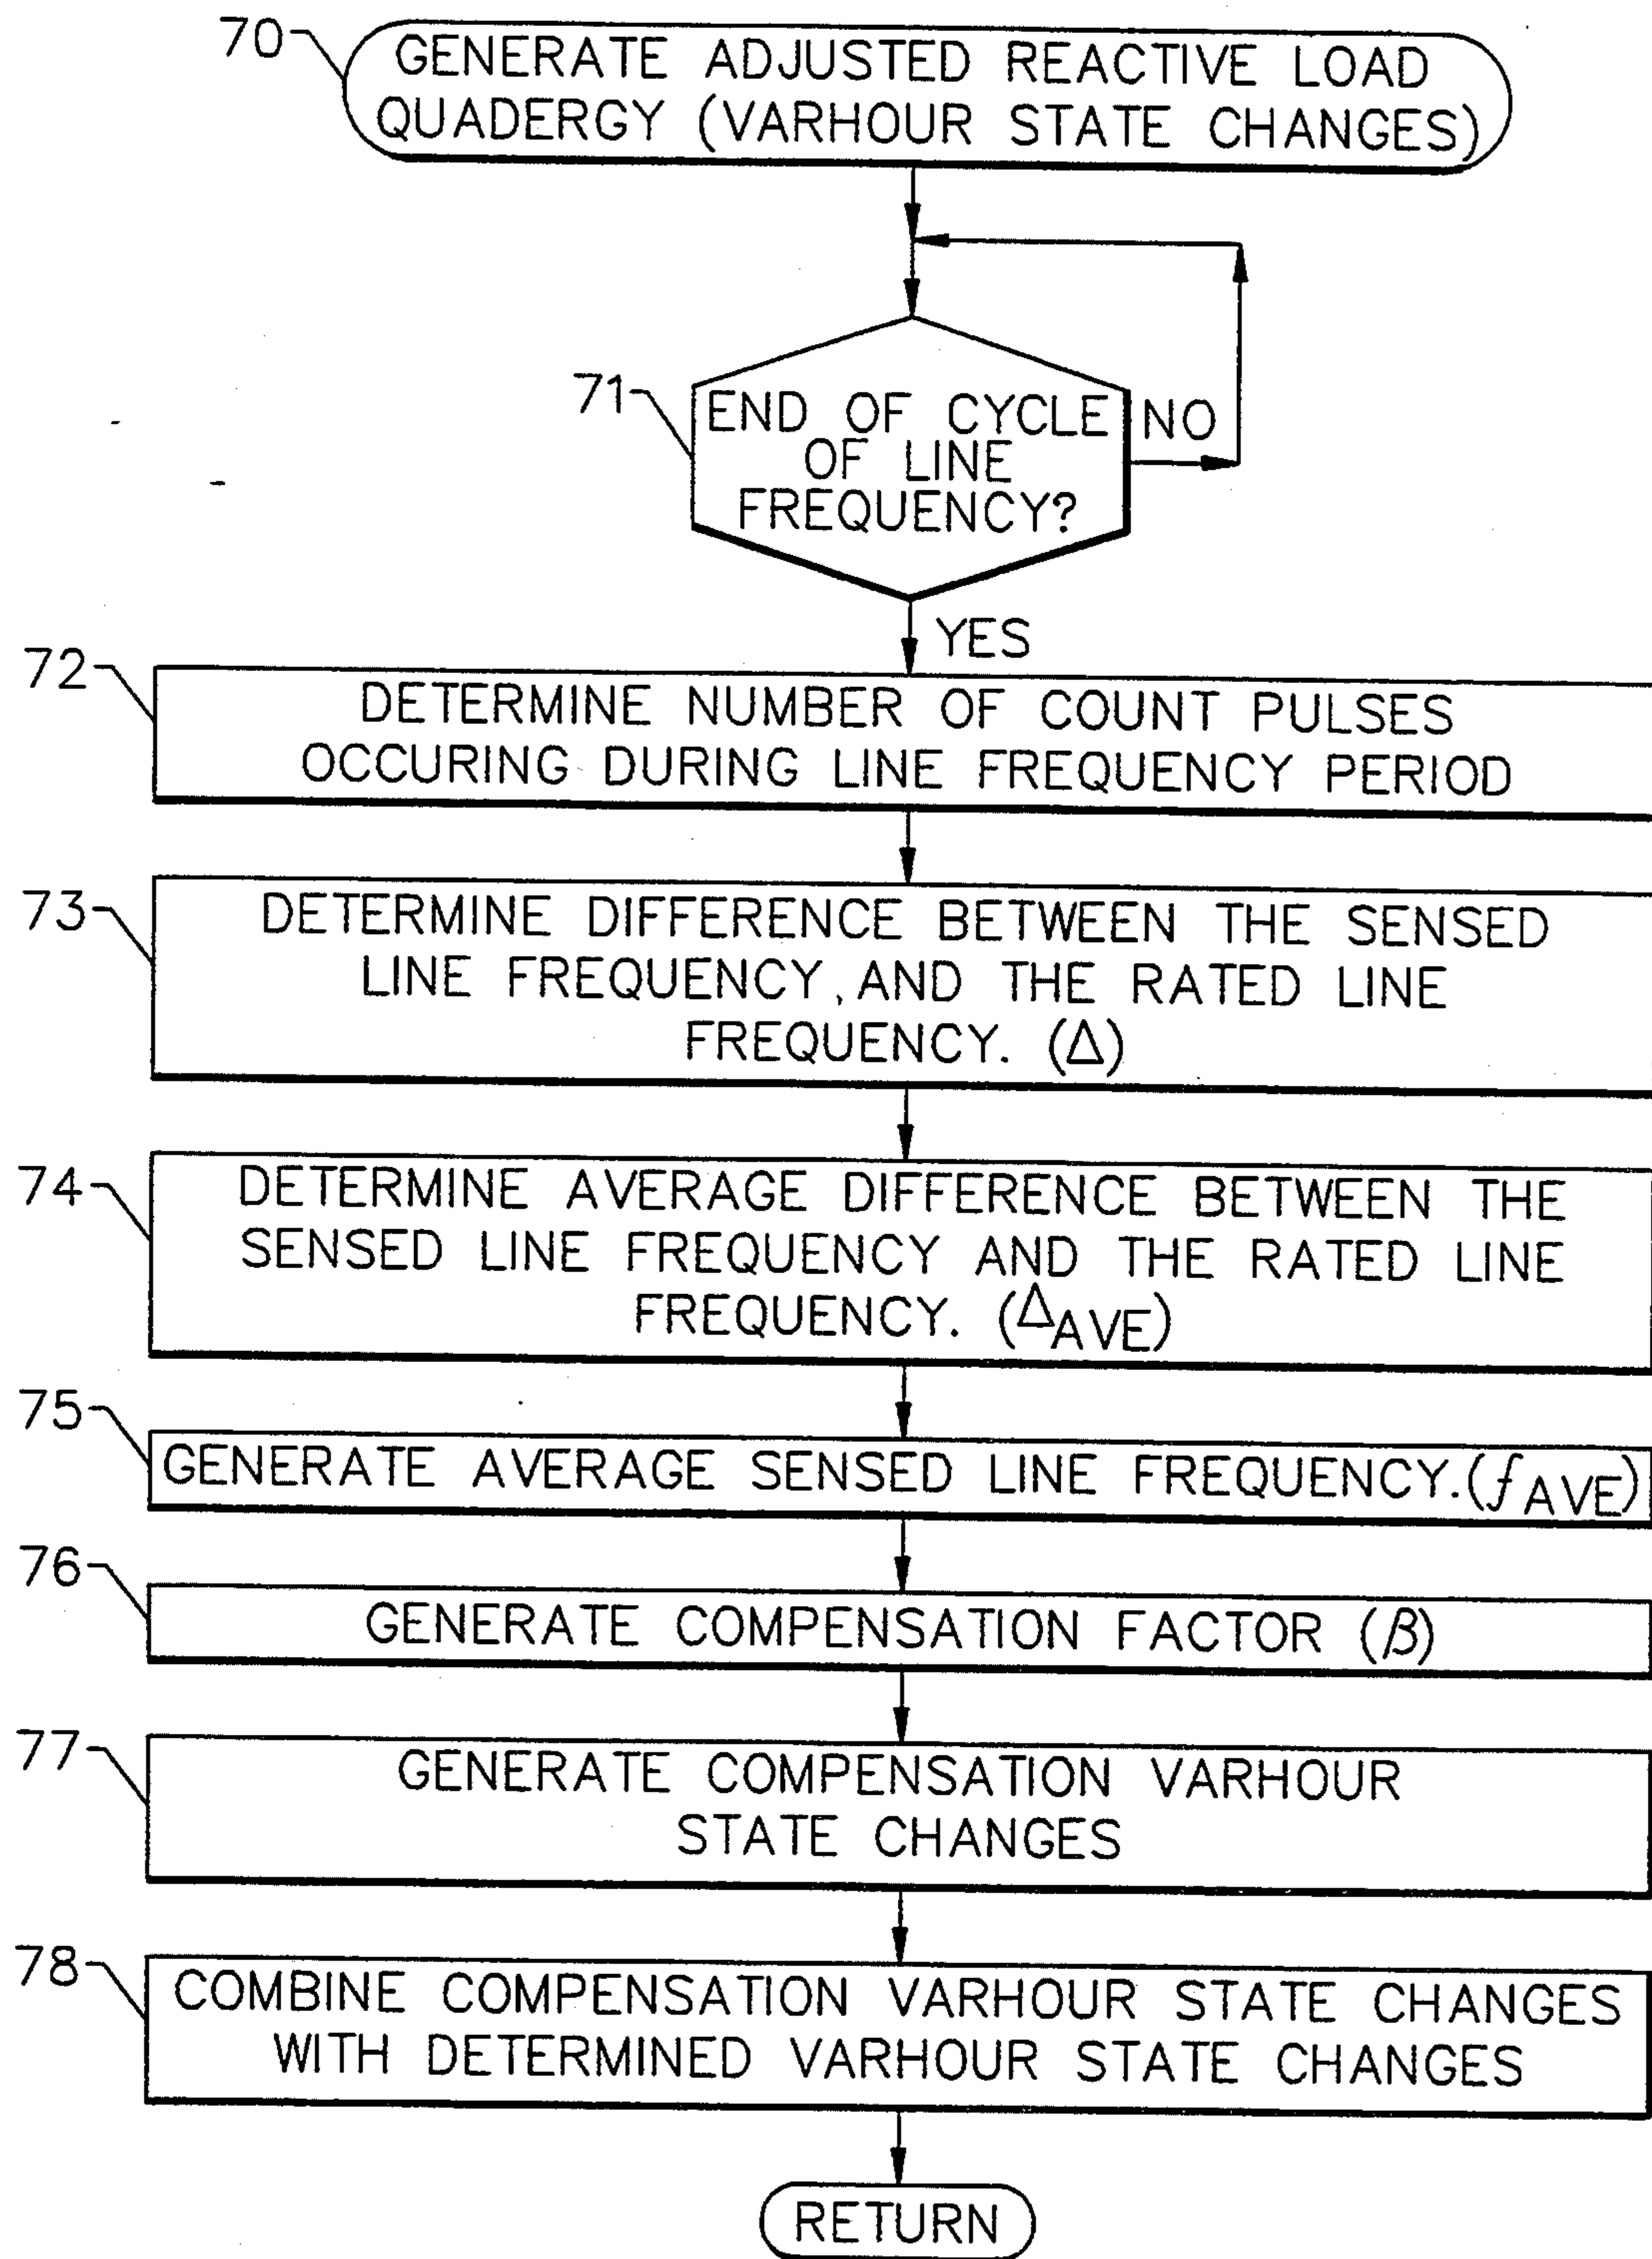 70
GENERATE ADJUSTED REACTIVE LOAD
QUADERGY (VARHOUR STATE CHANGES)
71
END OF CYCLE
OF LINE
FREQUENCY?
NO
YES
72
DETERMINE NUMBER OF COUNT PULSES
OCCURING DURING LINE FREQUENCY PERIOD
73
DETERMINE DIFFERENCE BETWEEN THE SENSED
LINE FREQUENCY, AND THE RATED LINE
FREQUENCY. (Δ)
74
DETERMINE AVERAGE DIFFERENCE BETWEEN THE
SENSED LINE FREQUENCY AND THE RATED LINE
FREQUENCY. (ΔAVE)
75
GENERATE AVERAGE SENSED LINE FREQUENCY.(fAVE)
76
GENERATE COMPENSATION FACTOR (β)
77
GENERATE COMPENSATION VARHOUR
STATE CHANGES
78
COMBINE COMPENSATION VARHOUR STATE CHANGES
WITH DETERMINED VARHOUR STATE CHANGES
RETURN